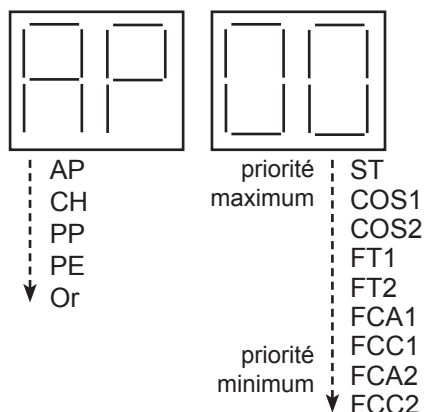 AP 00
AP
CH
PP
PE
Or
priorité
maximum
priorité
minimum
ST
COS1
COS2
FT1
FT2
FCA1
FCC1
FCA2
FCC2